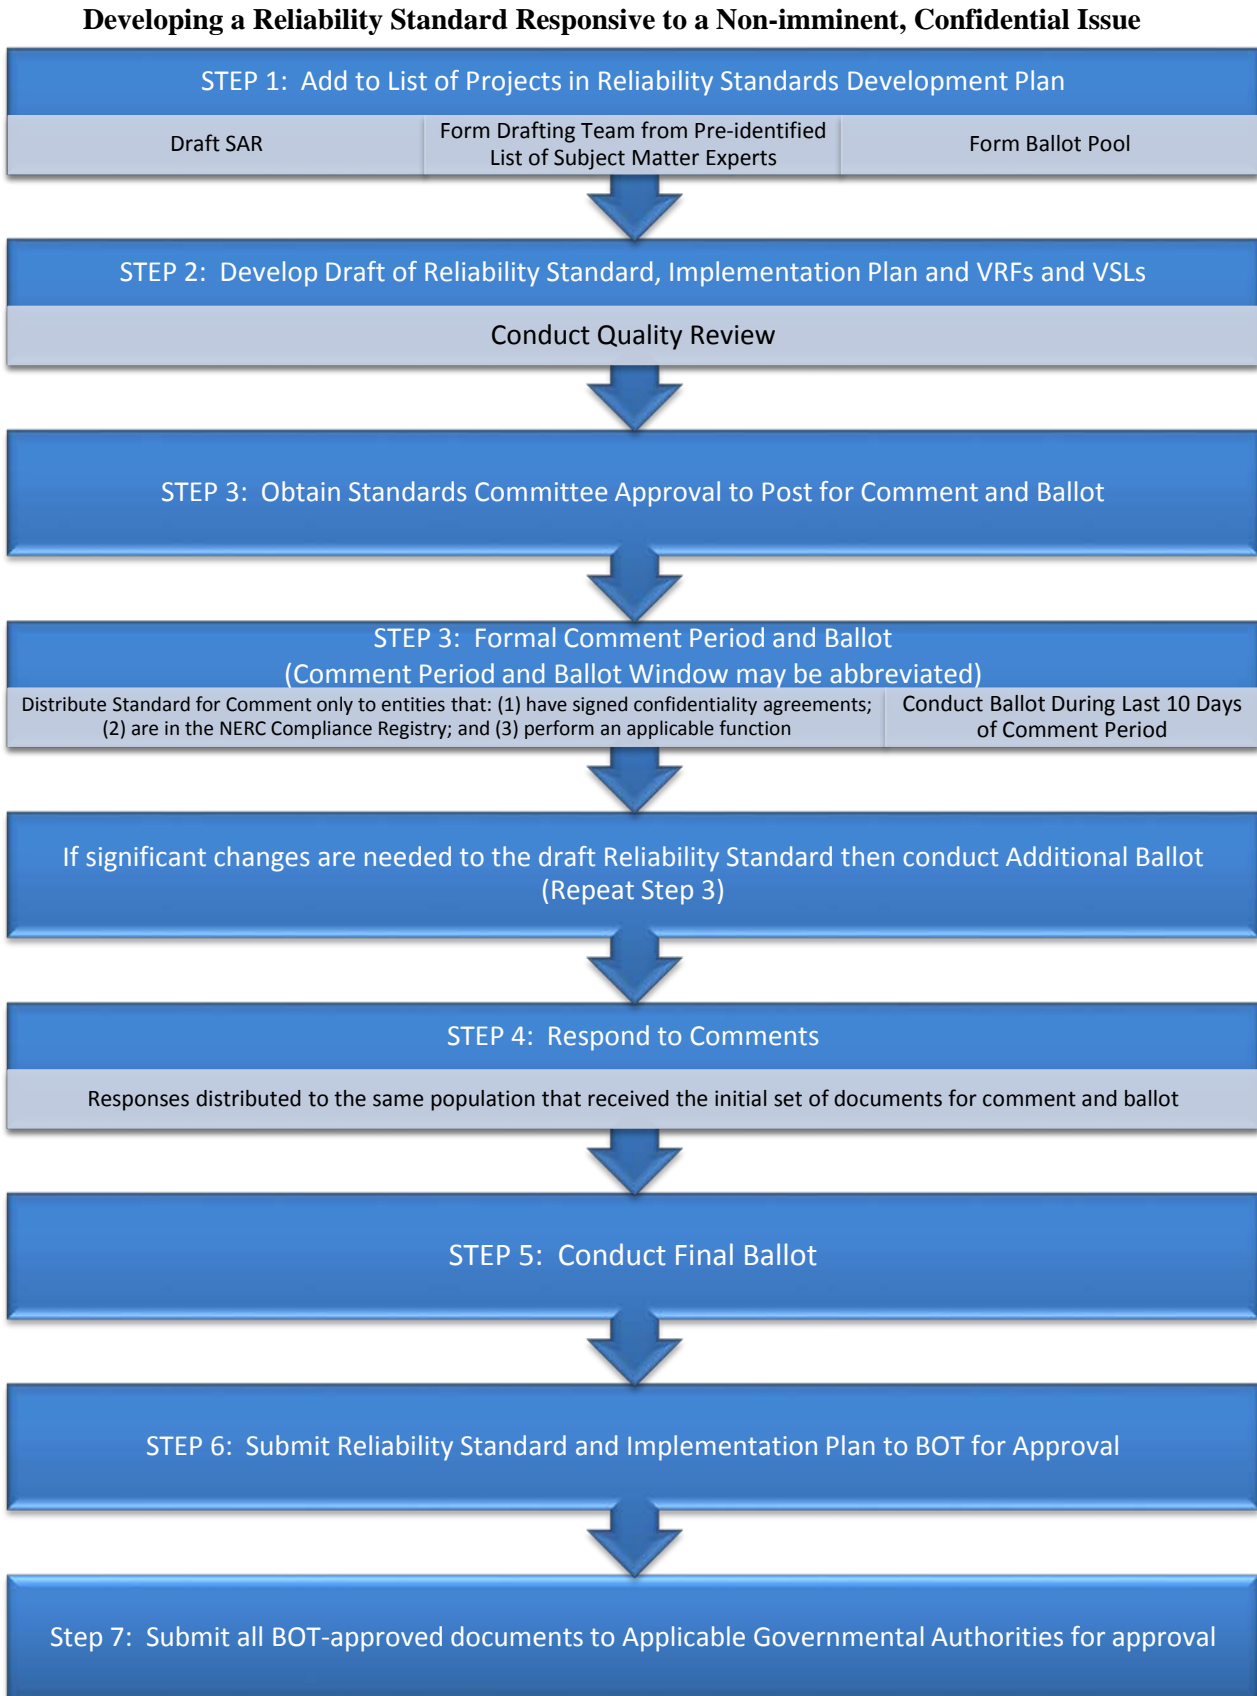 Developing a Reliability Standard Responsive to a Non-imminent, Confidential Issue
STEP 1: Add to List of Projects in Reliability Standards Development Plan
Draft SAR
Form Drafting Team from Pre-identified
List of Subject Matter Experts
Form Ballot Pool
STEP 2: Develop Draft of Reliability Standard, Implementation Plan and VRFs and VSLs
Conduct Quality Review
STEP 3: Obtain Standards Committee Approval to Post for Comment and Ballot
STEP 3: Formal Comment Period and Ballot
(Comment Period and Ballot Window may be abbreviated)
Distribute Standard for Comment only to entities that: (1) have signed confidentiality agreements;
(2) are in the NERC Compliance Registry; and (3) perform an applicable function
Conduct Ballot During Last 10 Days
of Comment Period
If significant changes are needed to the draft Reliability Standard then conduct Additional Ballot
(Repeat Step 3)
STEP 4: Respond to Comments
Responses distributed to the same population that received the initial set of documents for comment and ballot
STEP 5: Conduct Final Ballot
STEP 6: Submit Reliability Standard and Implementation Plan to BOT for Approval
Step 7: Submit all BOT-approved documents to Applicable Governmental Authorities for approval